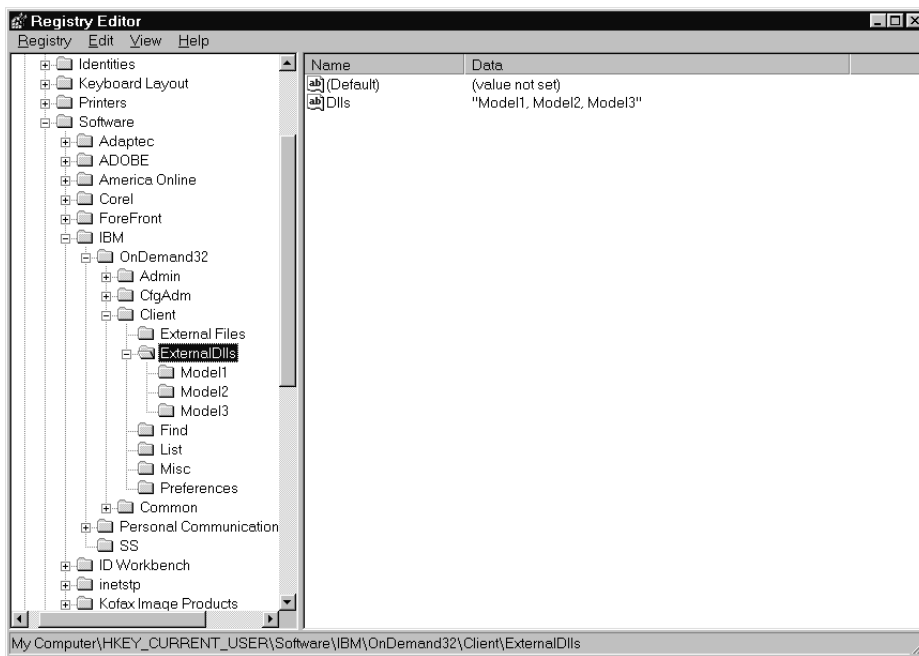 Registry Editor
Registry Edit View Help
Identities
Keyboard Layout
Printers
Software
Adaptec
ADOBE
America Online
Corel
ForeFront
IBM
OnDemand32
Admin
CfgAdm
Client
External Files
ExternalDlls
Model1
Model2
Model3
Find
List
Misc
Preferences
Common
Personal Communication
SS
ID Workbench
inetstp
Kofax Image Products
Name Data
ab (Default) (value not set)
ab Dlls "Model1, Model2, Model3"
My Computer\HKEY_CURRENT_USER\Software\IBM\OnDemand32\Client\ExternalDlls